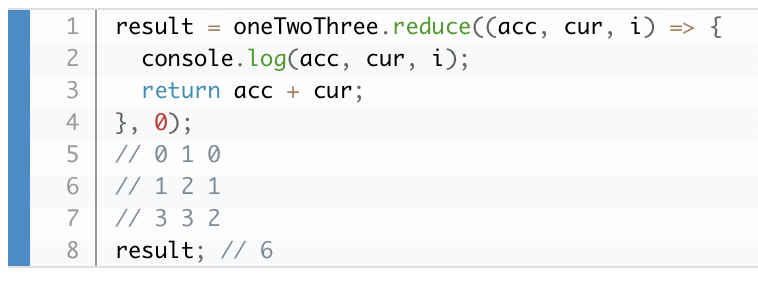 1 result = oneTwoThree.reduce((acc, cur, i) => {
2   console.log(acc, cur, i);
3   return acc + cur;
4 }, 0);
5 // 0 1 0
6 // 1 2 1
7 // 3 3 2
8 result; // 6